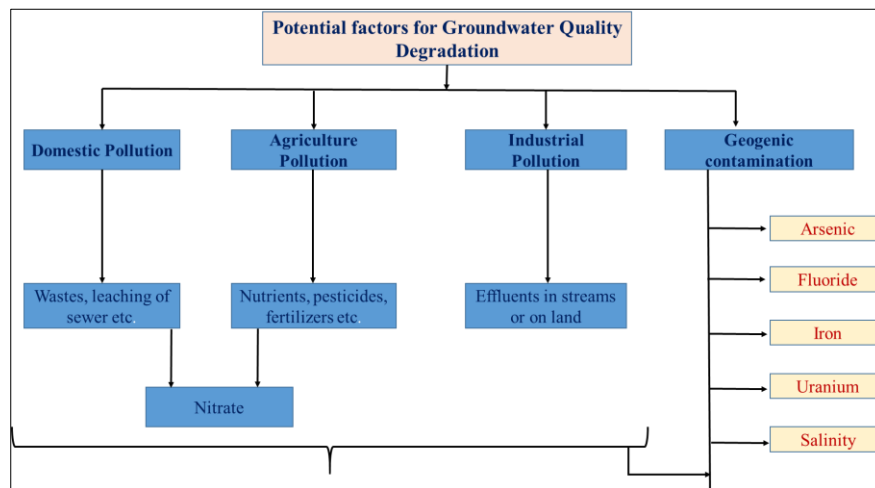 Potential factors for Groundwater Quality
Degradation
Domestic Pollution
Agriculture
Pollution
Industrial
Pollution
Geogenic
contamination
Wastes, leaching of
sewer etc.
Nutrients, pesticides,
fertilizers etc.
Effluents in streams
or on land
Nitrate
Arsenic
Fluoride
Iron
Uranium
Salinity